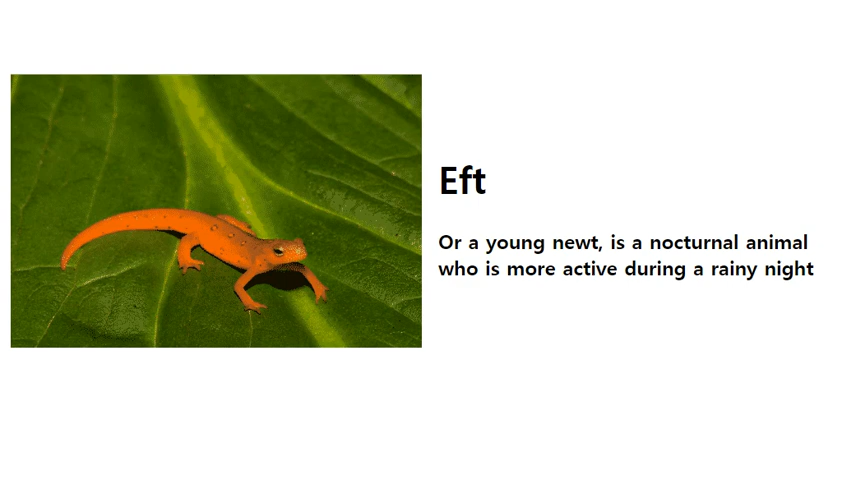 Eft
Or a young newt, is a nocturnal animal
who is more active during a rainy night